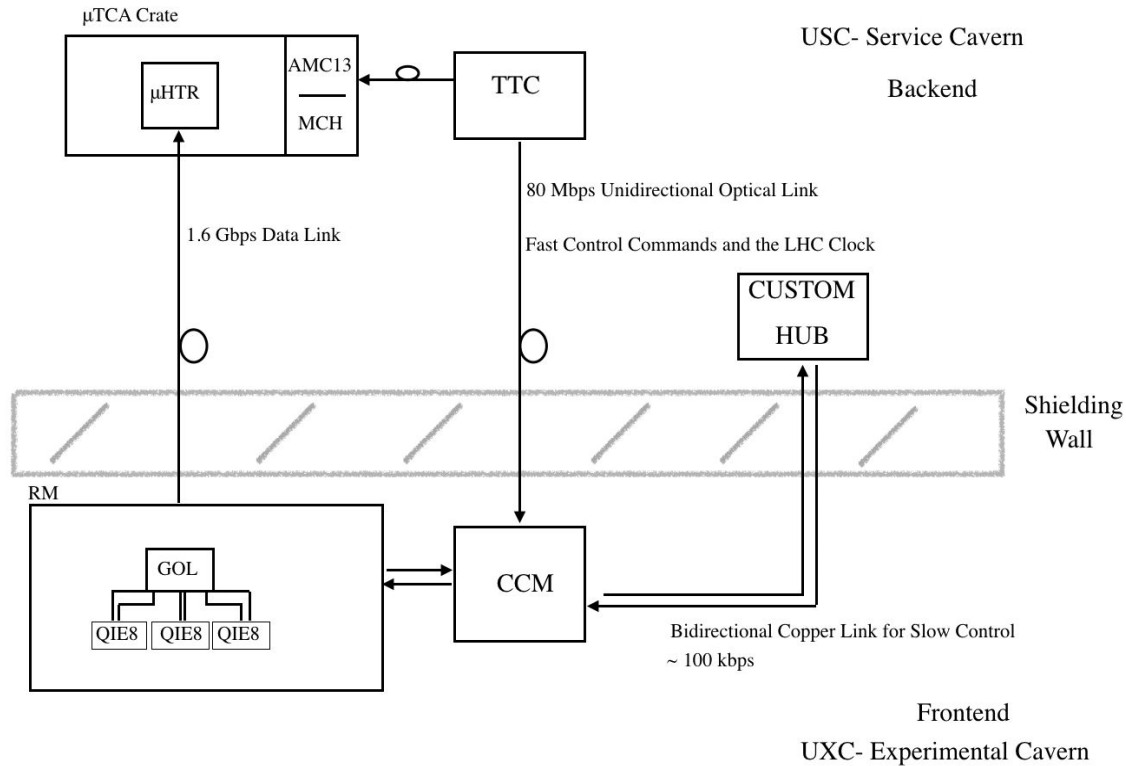 μTCA Crate
USC- Service Cavern
Backend
AMC13
MCH
μHTR
TTC
80 Mbps Unidirectional Optical Link
1.6 Gbps Data Link
Fast Control Commands and the LHC Clock
CUSTOM
HUB
Shielding
Wall
RM
GOL
QIE8 QIE8 QIE8
CCM
Bidirectional Copper Link for Slow Control
~ 100 kbps
Frontend
UXC- Experimental Cavern